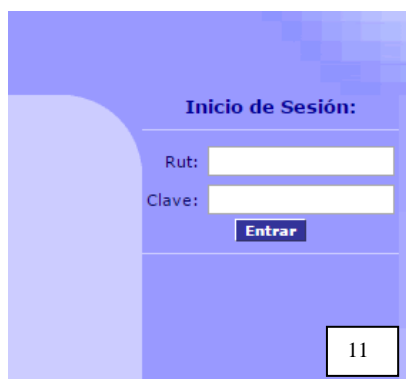 Inicio de Sesión:
Rut:
Clave:
Entrar
11